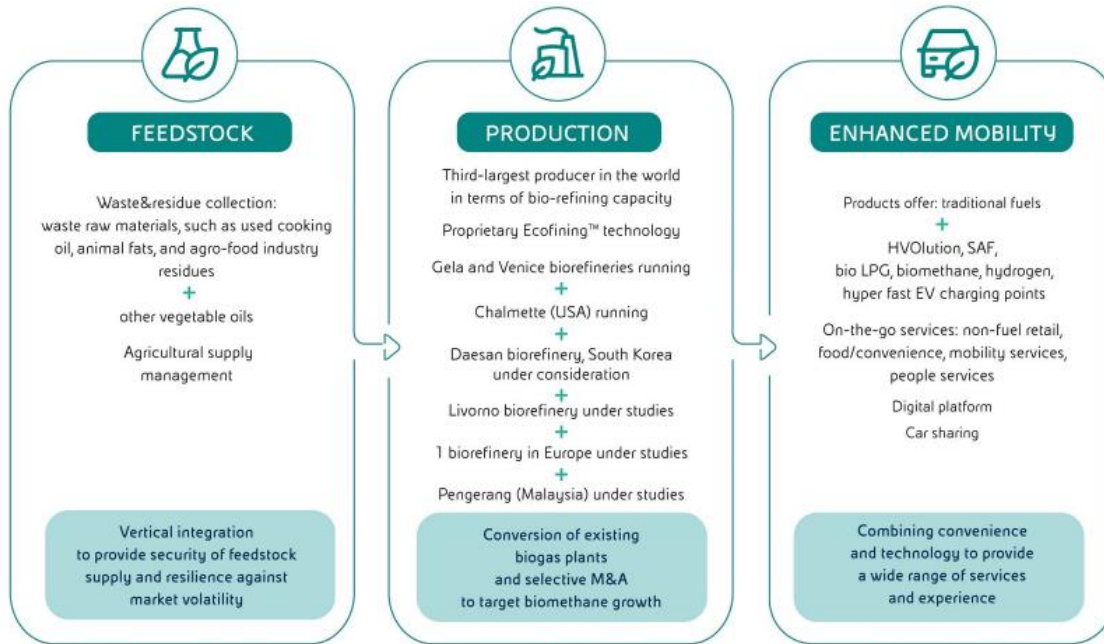 FEEDSTOCK
Waste&residue collection:
waste raw materials, such as used cooking
oil, animal fats, and agro-food industry
residues
+
other vegetable oils
Agricultural supply
management
Vertical integration
to provide security of feedstock
supply and resilience against
market volatility
PRODUCTION
Third-largest producer in the world
in terms of bio-refining capacity
Proprietary Ecofining™ technology
Gela and Venice biorefineries running
+
Chalmette (USA) running
+
Daesan biorefinery, South Korea
under consideration
+
Livorno biorefinery under studies
+
1 biorefinery in Europe under studies
+
Pengerang (Malaysia) under studies
Conversion of existing
biogas plants
and selective M&A
to target biomethane growth
ENHANCED MOBILITY
Products offer: traditional fuels
+
HVOlution, SAF,
bio LPG, biomethane, hydrogen,
hyper fast EV charging points
On-the-go services: non-fuel retail,
food/convenience, mobility services,
people services
Digital platform
Car sharing
Combining convenience
and technology to provide
a wide range of services
and experience